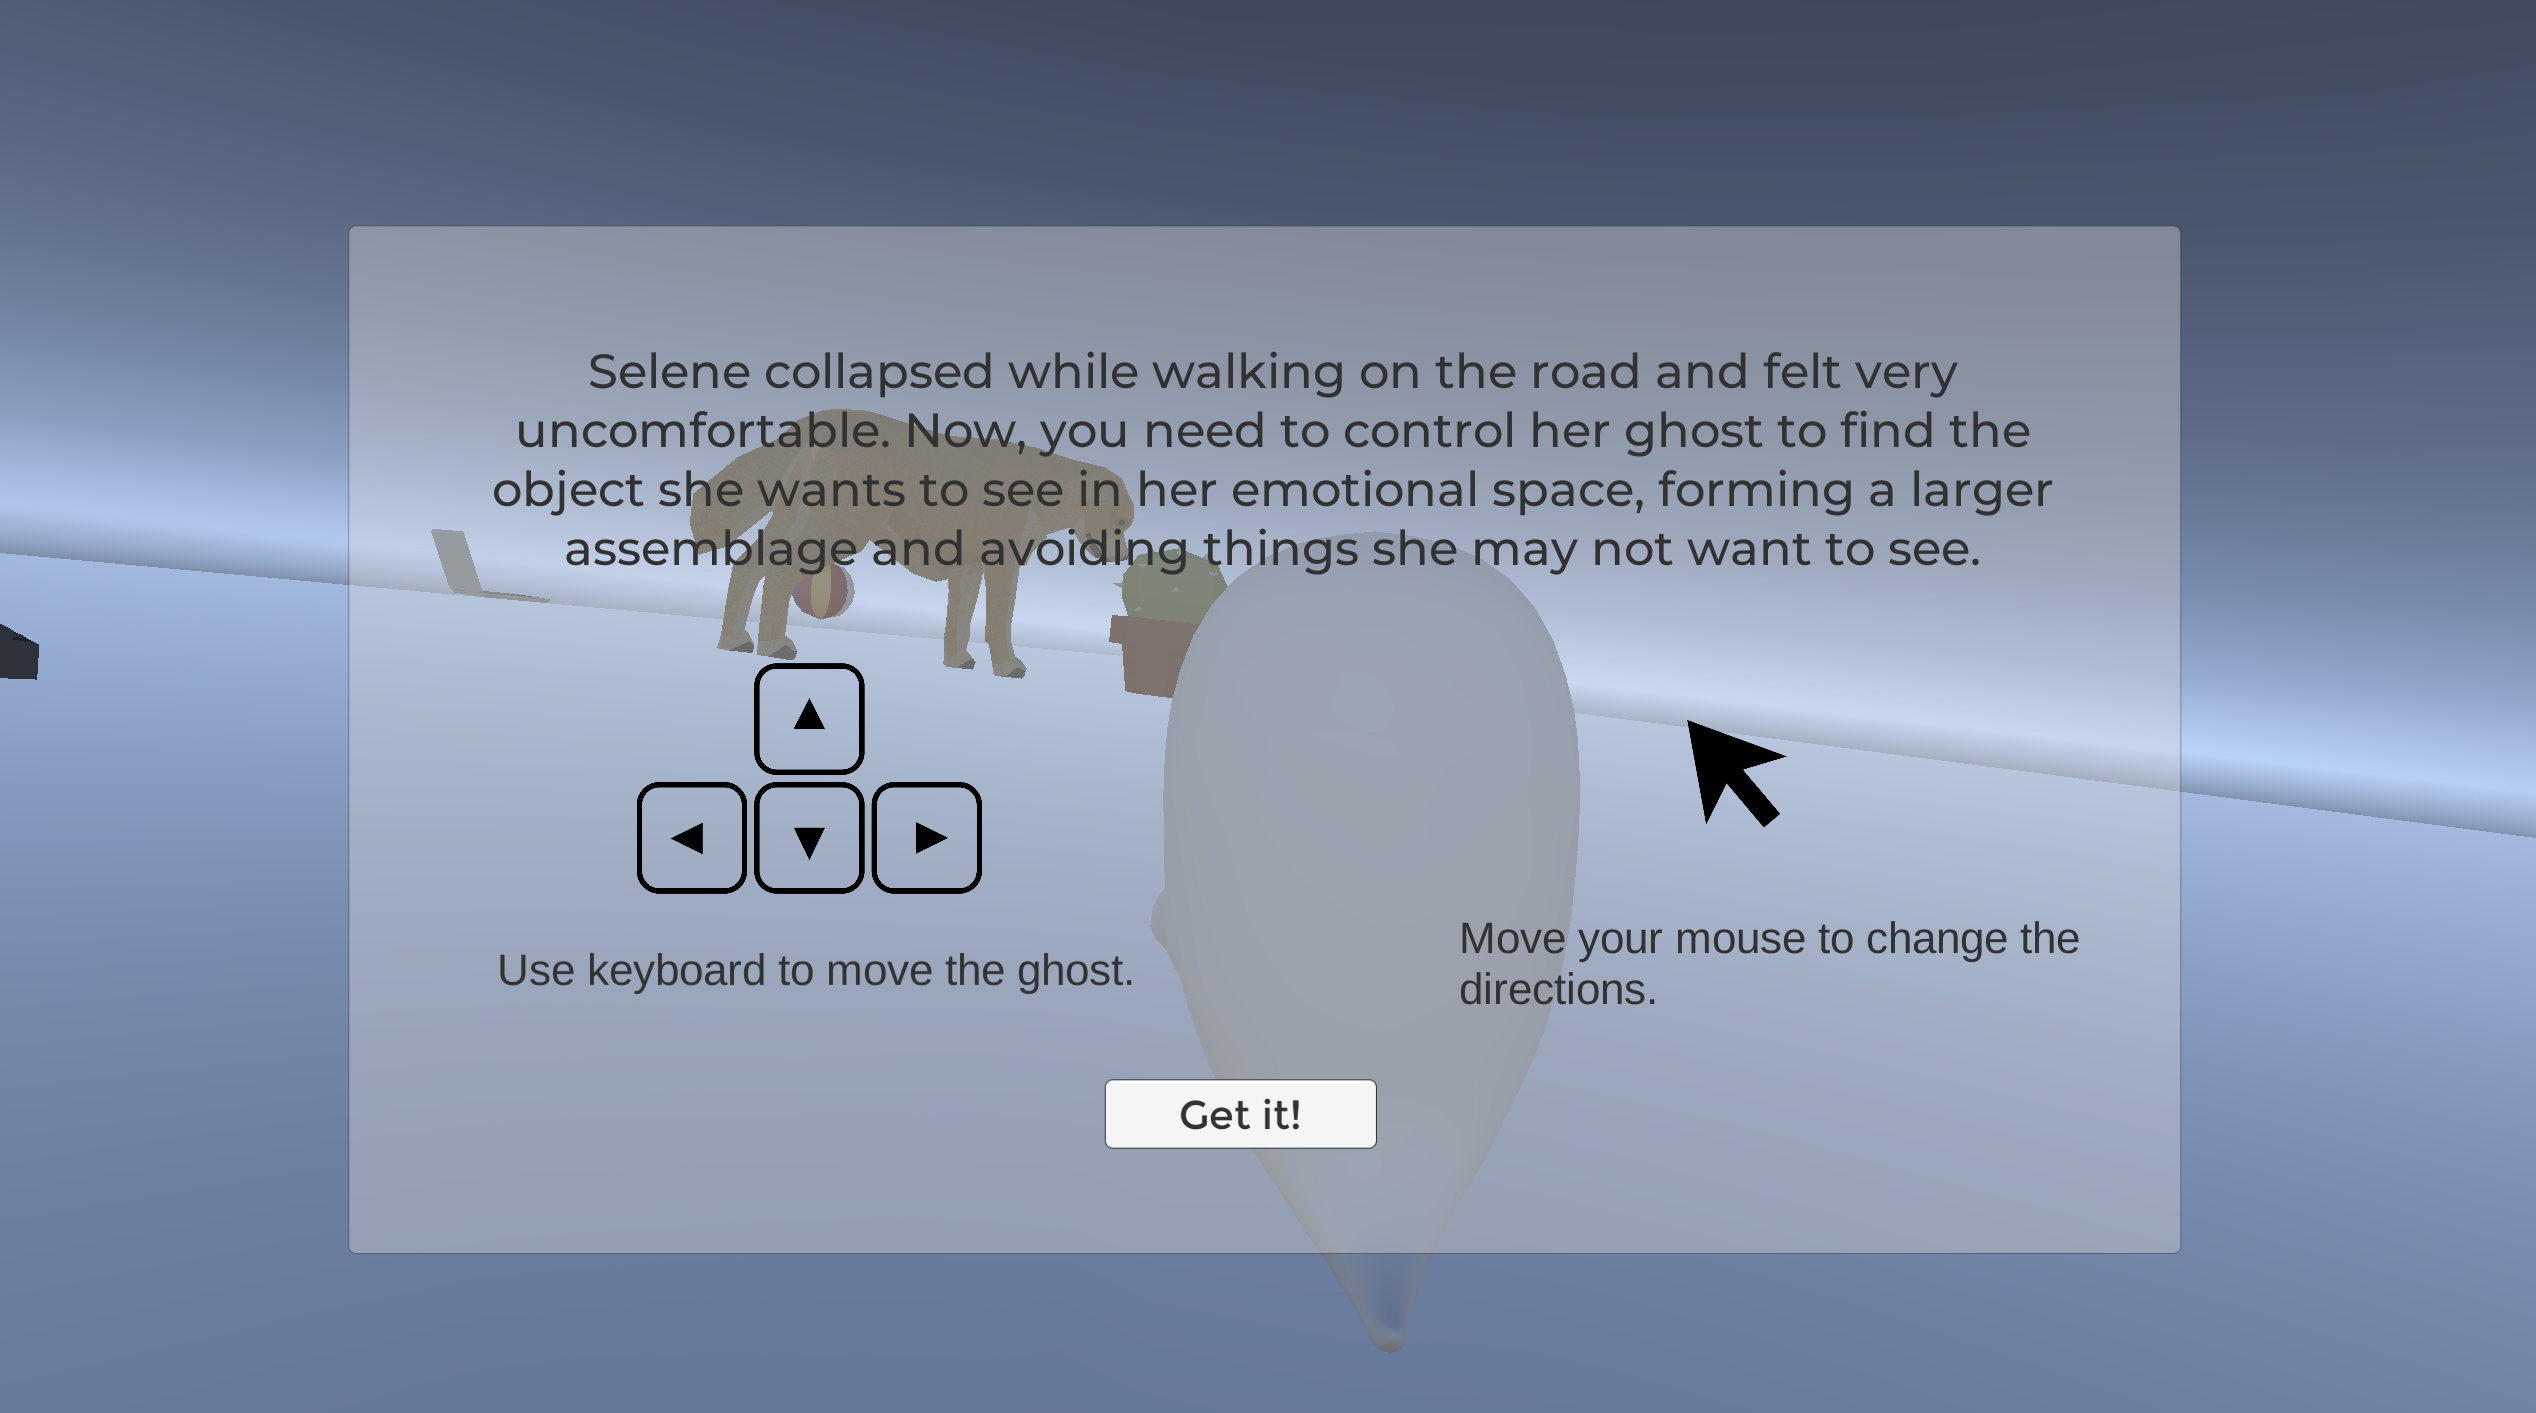 Selene collapsed while walking on the road and felt very
uncomfortable. Now, you need to control her ghost to find the
object she wants to see in her emotional space, forming a larger
assemblage and avoiding things she may not want to see.
Use keyboard to move the ghost.
Move your mouse to change the
directions.
Get it!